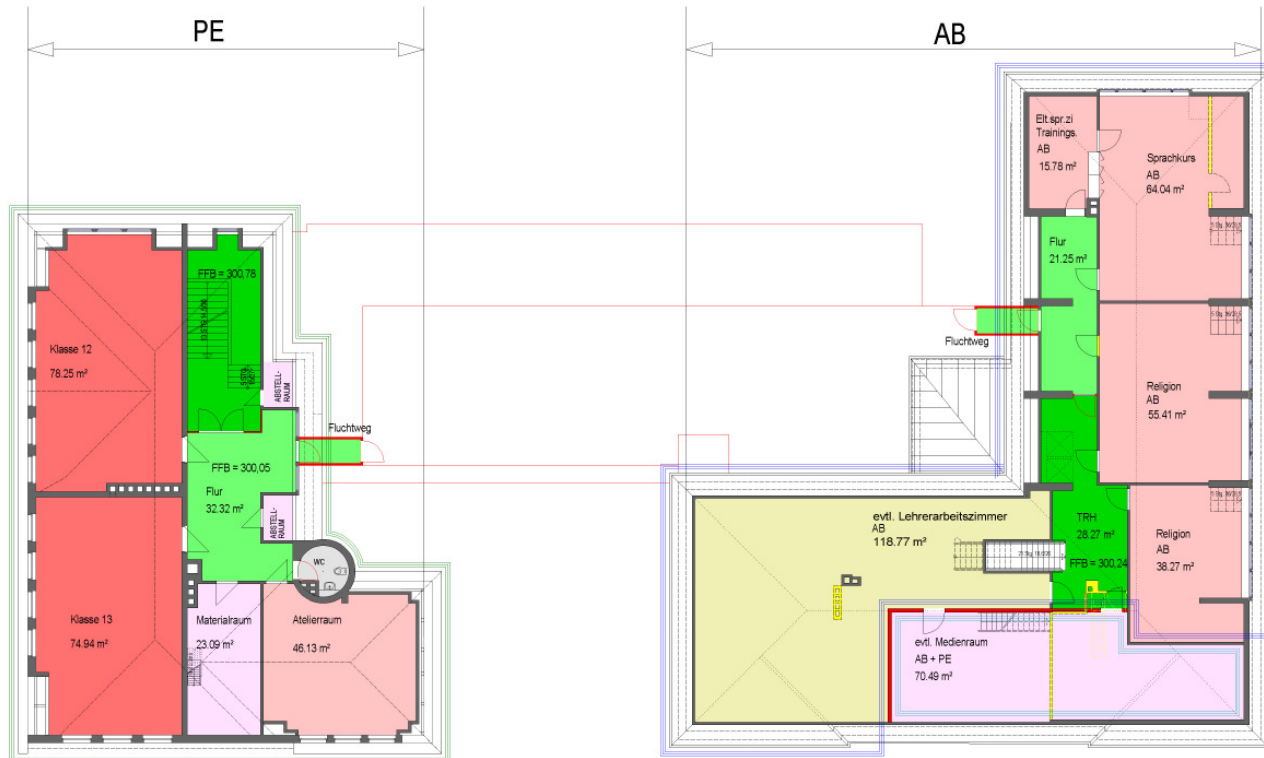 PE
AB
Klasse 12
78.25 m²
FFB = 300,78
ABSTELL-
RAUM
Fluchtweg
FFB = 300,05
Flur
32.32 m²
ABSTELL-
RAUM
WC
Klasse 13
74.94 m²
Materialraum
23.09 m²
Atelierraum
46.13 m²
Elt.spr.zi
Trainings.
AB
15.78 m²
Sprachkurs
AB
64.04 m²
Flur
21.25 m²
Fluchtweg
Religion
AB
55.41 m²
evtl. Lehrerarbeitszimmer
AB
118.77 m²
TRH
28.27 m²
FFB = 300,24
Religion
AB
38.27 m²
evtl. Medienraum
AB + PE
70.49 m²